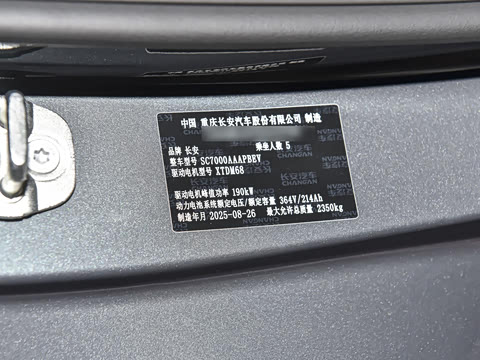 中国 重庆长安汽车股份有限公司 制造
品牌 长安 乘坐人数 5
整车型号 SC7000AAAPBEV
驱动电机型号 XTDM68
驱动电机峰值功率 190kW
动力电池系统额定电压/额定容量 364V/214Ah
制造年月 2025-08-26 最大允许总质量 2350kg